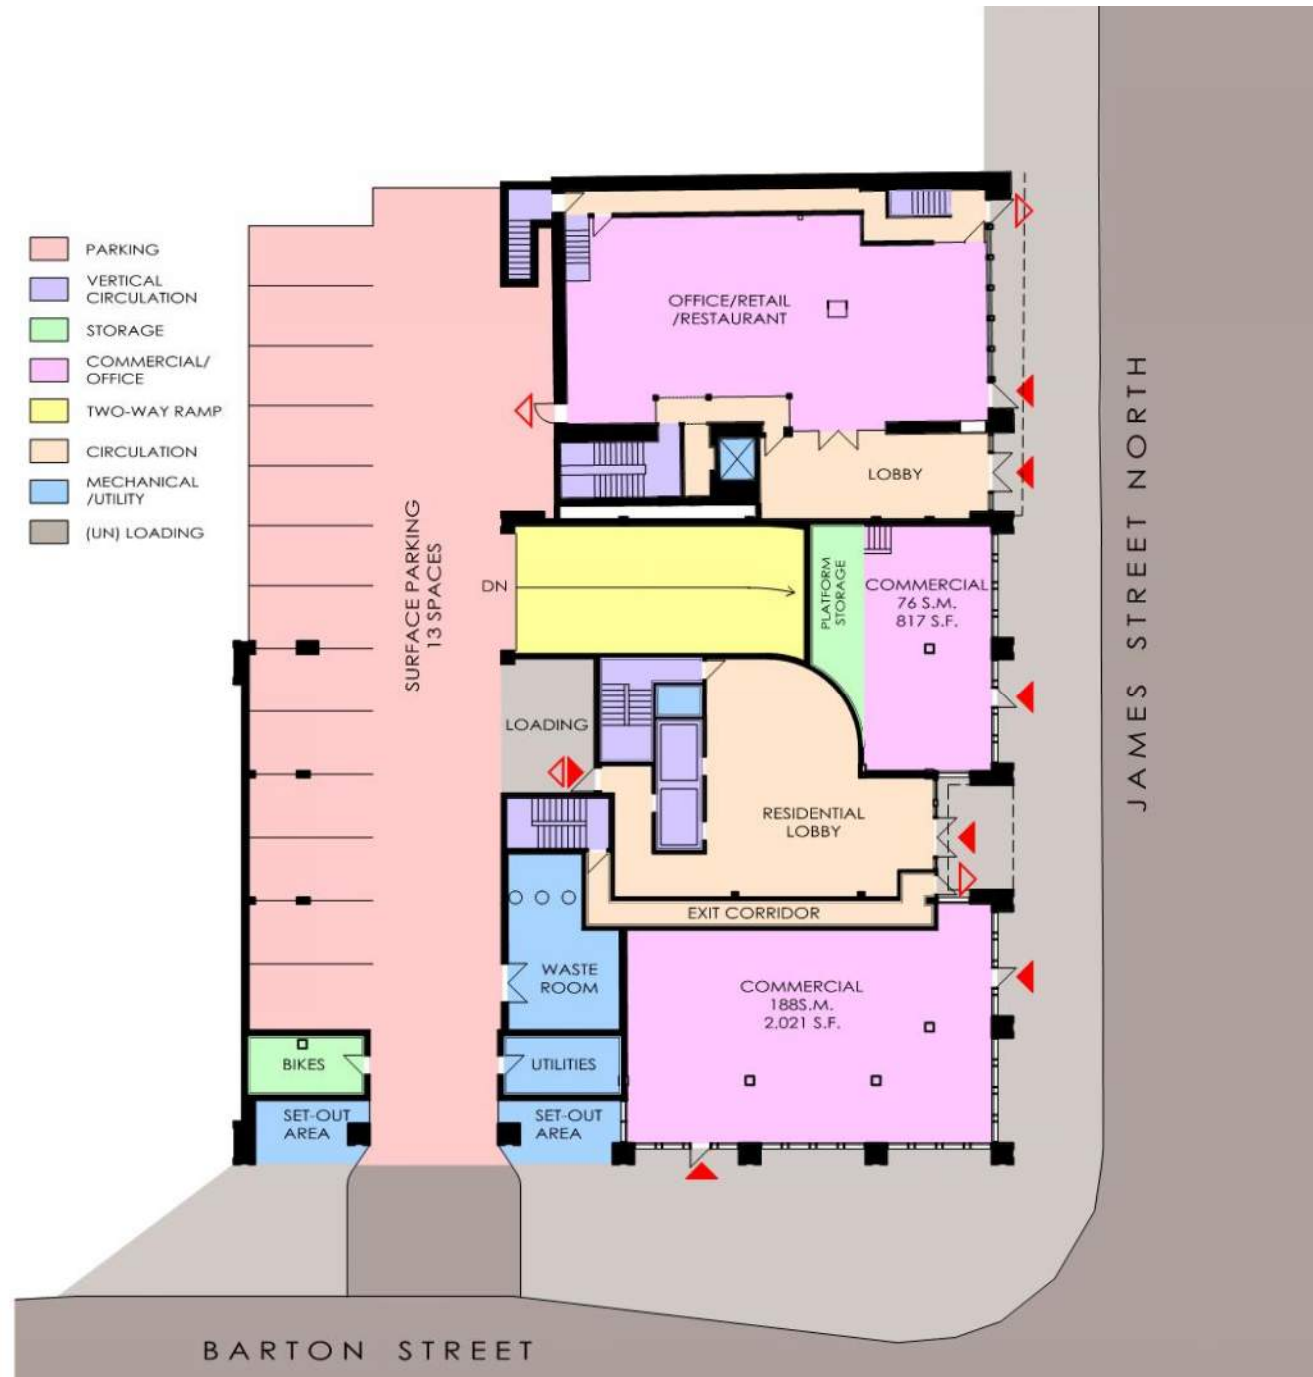 PARKING
VERTICAL
CIRCULATION
STORAGE
COMMERCIAL/
OFFICE
TWO-WAY RAMP
CIRCULATION
MECHANICAL
/UTILITY
(UN) LOADING
OFFICE/RETAIL
/RESTAURANT
LOBBY
SURFACE PARKING
13 SPACES
DN
PLATFORM
STORAGE
COMMERCIAL
76 S.M.
817 S.F.
LOADING
RESIDENTIAL
LOBBY
EXIT CORRIDOR
WASTE
ROOM
COMMERCIAL
188S.M.
2,021 S.F.
BIKES
UTILITIES
SET-OUT
AREA
SET-OUT
AREA
JAMES STREET NORTH
BARTON STREET